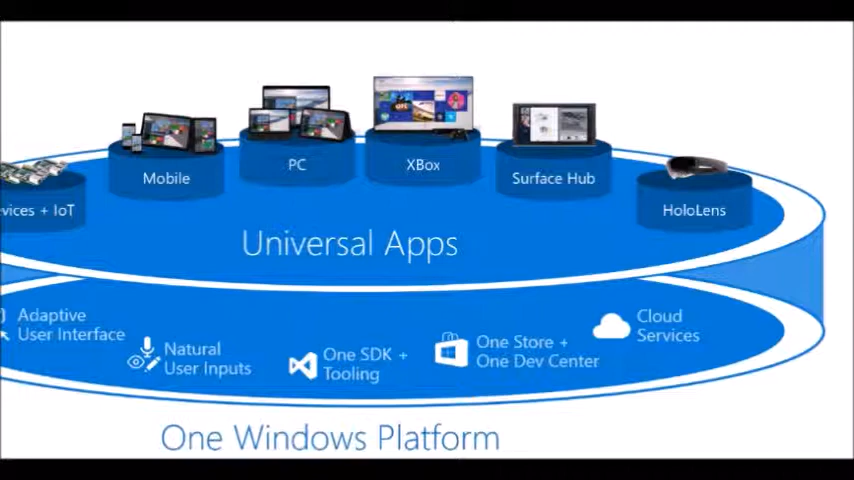 PC
XBox
Mobile
Surface Hub
vices + IoT
HoloLens
Universal Apps
Adaptive
User Interface
Natural
User Inputs
One SDK +
Tooling
One Store +
One Dev Center
Cloud
Services
One Windows Platform